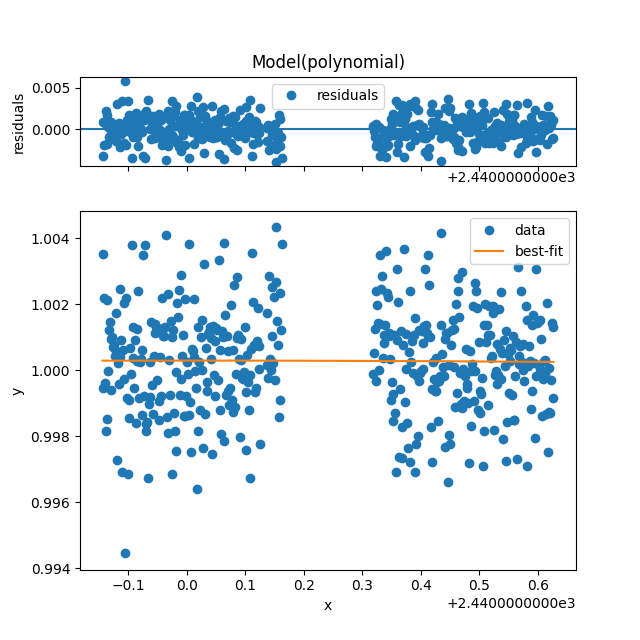 Model(polynomial)
0.005
0.000
residuals
residuals
+2.4400000000e3
1.004
1.002
1.000
0.998
0.996
0.994
y
data
best-fit
−0.1 0.0 0.1 0.2 0.3 0.4 0.5 0.6
x
+2.4400000000e3